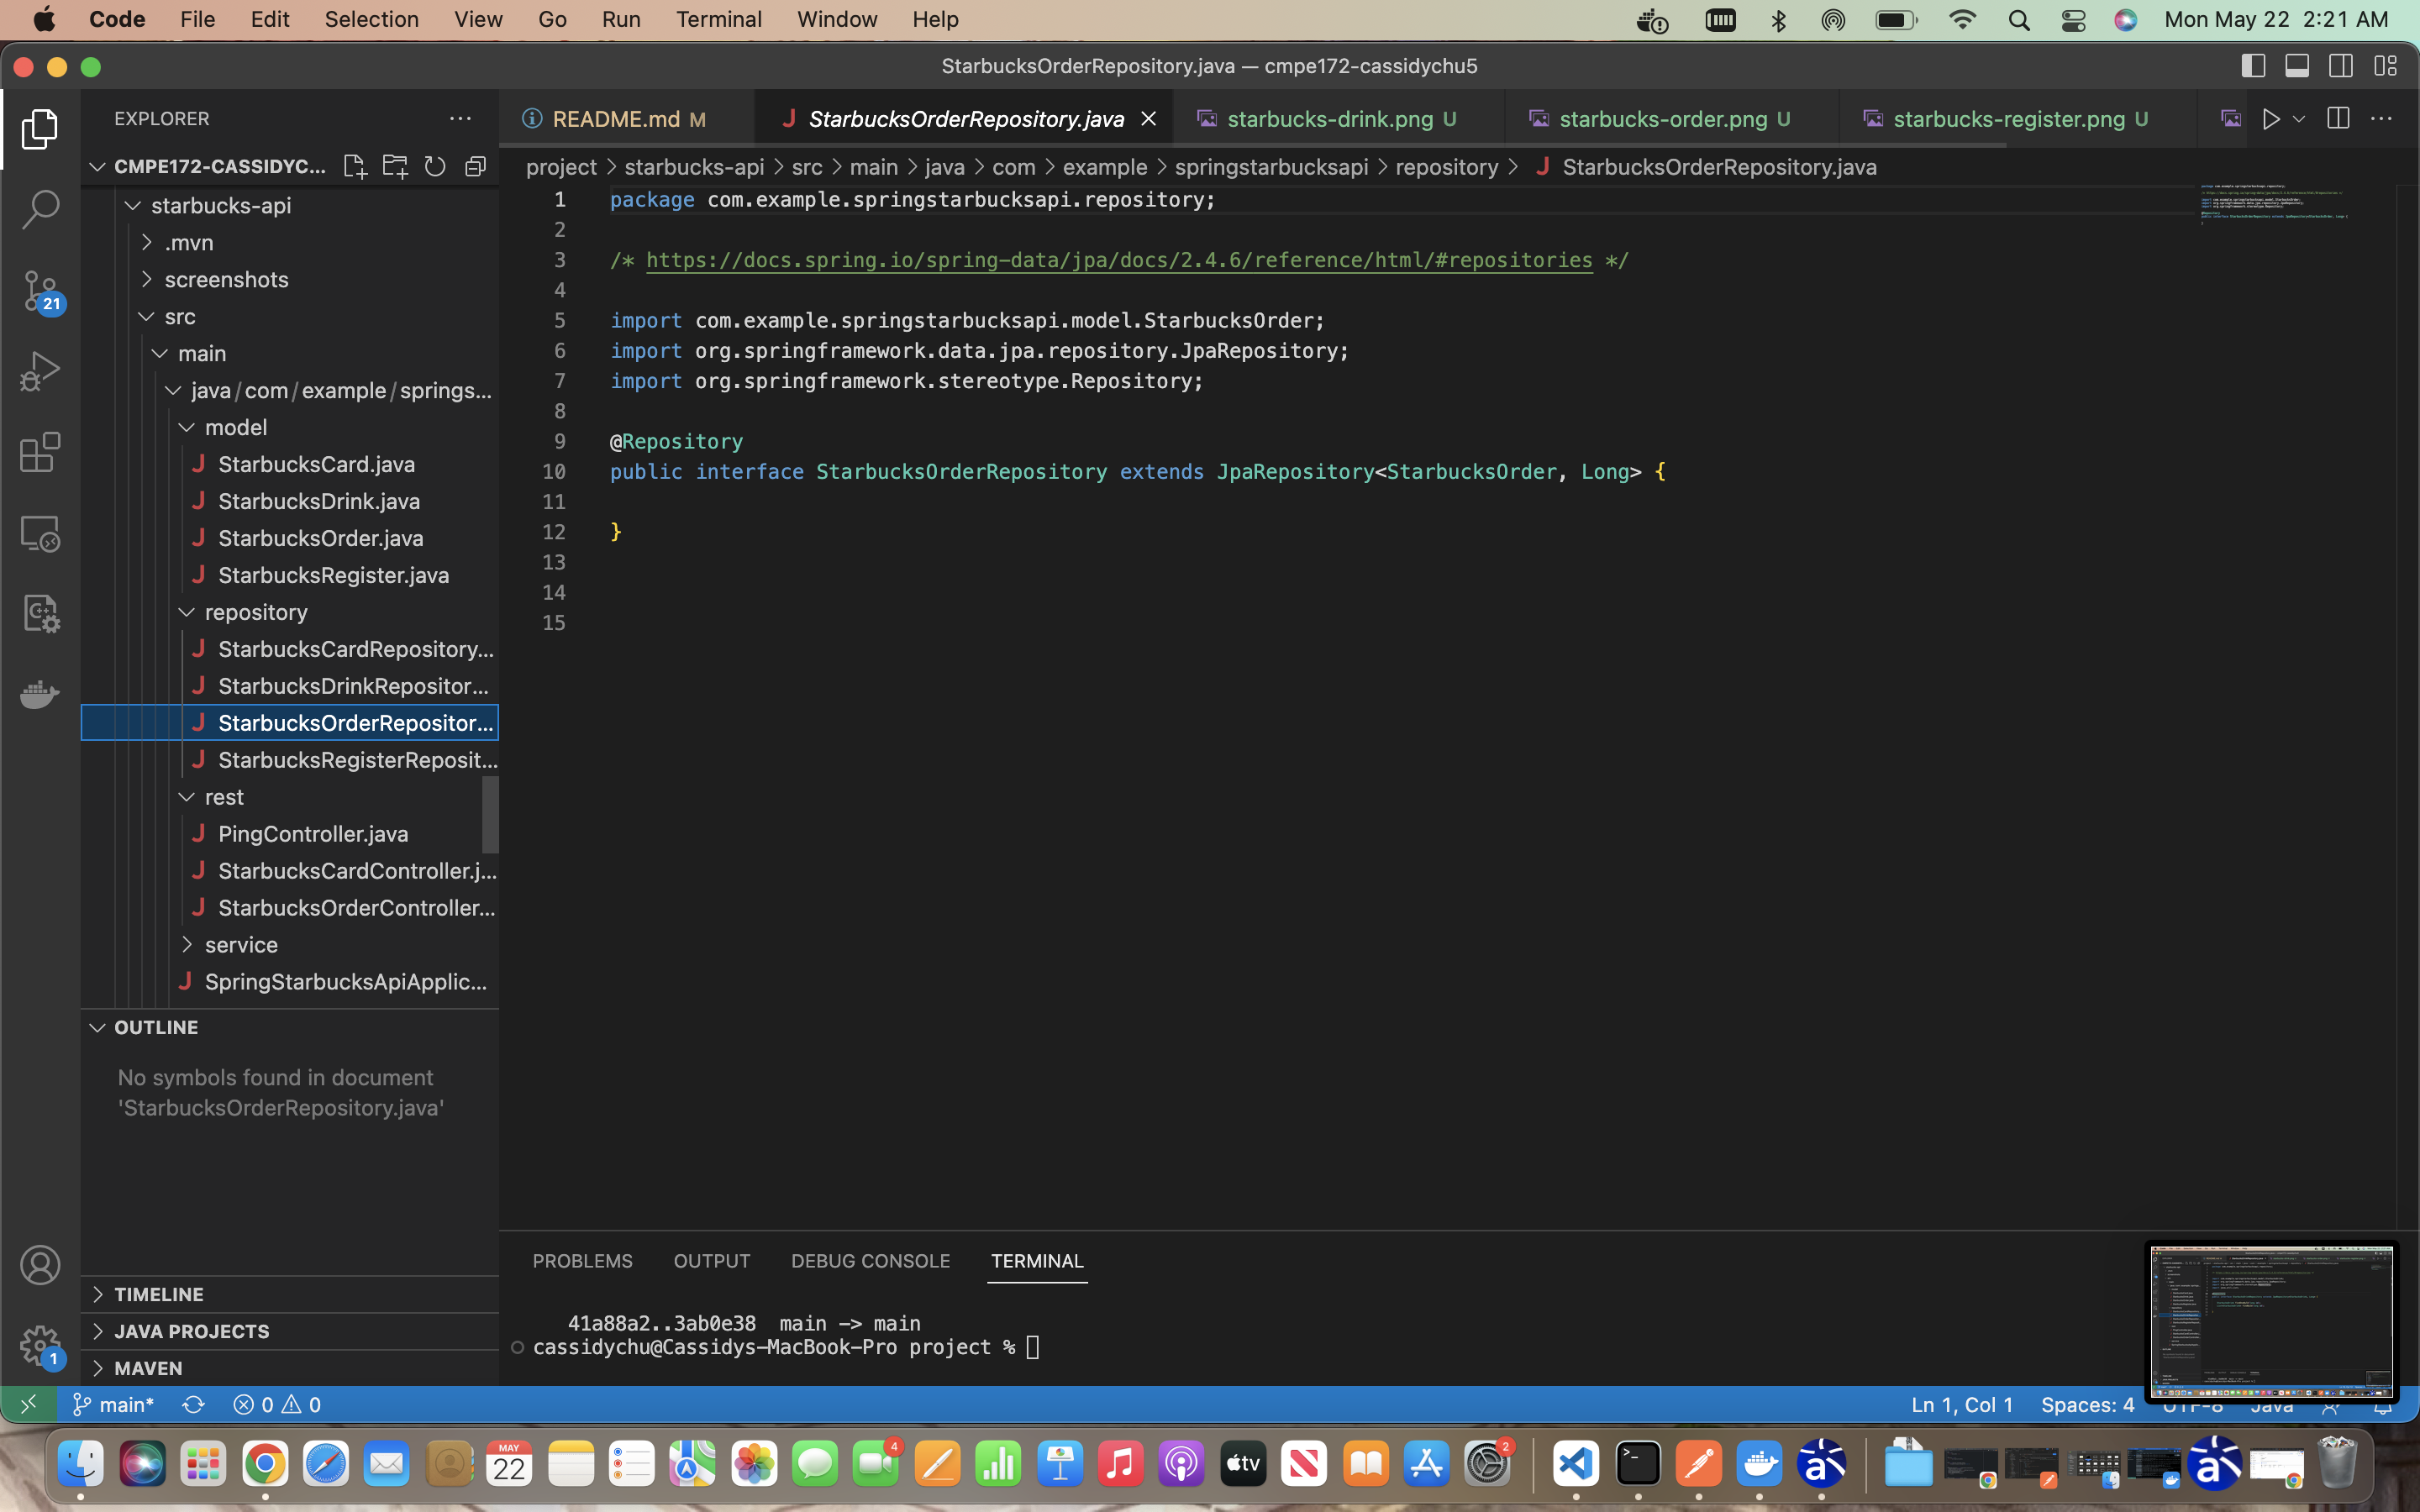 Code File Edit Selection View Go Run Terminal Window Help Mon May 22 2:21 AM
StarbucksOrderRepository.java — cmpe172-cassidychu5
EXPLORER
README.md M
StarbucksOrderRepository.java
starbucks-drink.png U
starbucks-order.png U
starbucks-register.png U
CMPE172-CASSIDYC...
project > starbucks-api > src > main > java > com > example > springstarbucksapi > repository > StarbucksOrderRepository.java
starbucks-api
.mvn
screenshots
src
main
java/com/example/springs...
model
StarbucksCard.java
StarbucksDrink.java
StarbucksOrder.java
StarbucksRegister.java
repository
StarbucksCardRepository...
StarbucksDrinkRepositor...
StarbucksOrderRepositor...
StarbucksRegisterReposit...
rest
PingController.java
StarbucksCardController.j...
StarbucksOrderController...
service
SpringStarbucksApiApplic...
21
OUTLINE
No symbols found in document
'StarbucksOrderRepository.java'
TIMELINE
JAVA PROJECTS
MAVEN
1
1 package com.example.springstarbucksapi.repository;
2
3 /* https://docs.spring.io/spring-data/jpa/docs/2.4.6/reference/html/#repositories */
4
5 import com.example.springstarbucksapi.model.StarbucksOrder;
6 import org.springframework.data.jpa.repository.JpaRepository;
7 import org.springframework.stereotype.Repository;
8
9 @Repository
10 public interface StarbucksOrderRepository extends JpaRepository<StarbucksOrder, Long> {
11
12 }
13
14
15
PROBLEMS OUTPUT DEBUG CONSOLE TERMINAL
41a88a2..3ab0e38 main -> main
cassidychu@Cassidys-MacBook-Pro project %
main* 0 0 Ln 1, Col 1 Spaces: 4 UTF-8 Java
MAY
22
4
tv
2